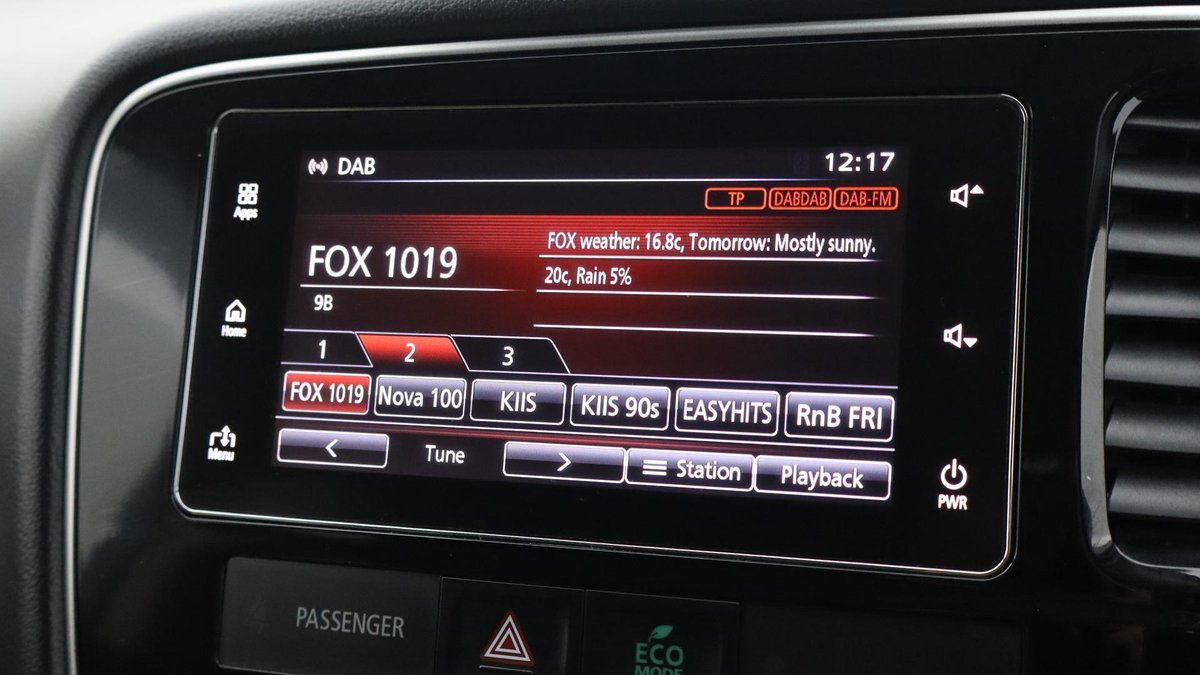 DAB
12:17
TP DABDAB DAB-FM
Apps
FOX 1019
FOX weather: 16.8c, Tomorrow: Mostly sunny.
20c, Rain 5%
9B
Home
1 2 3
FOX 1019 Nova 100 KIIS KIIS 90s EASYHITS RnB FRI
Menu
< Tune > Station Playback
PWR
PASSENGER
ECO
MODE